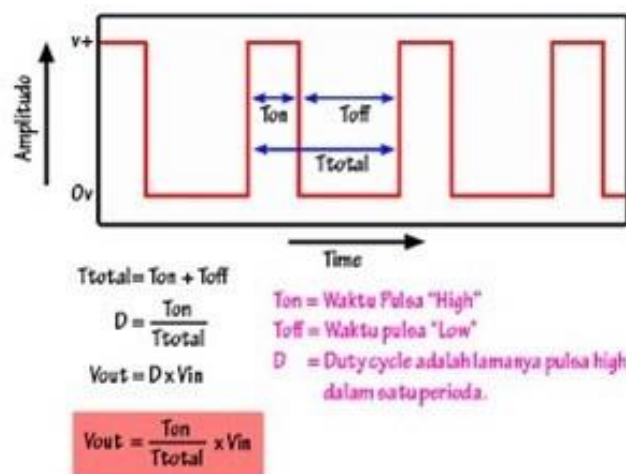 V+
Amplitudo
Ton
Toff
Ttotal
0v
Time
Ttotal= Ton + Toff
D = Ton
Ttotal
Vout = D x Vin
Vout = Ton x Vin
Ttotal
Ton = Waktu Pulsa "High"
Toff = Waktu pulsa "Low"
D = Duty cycle adalah lamanya pulsa high
dalam satu perioda.